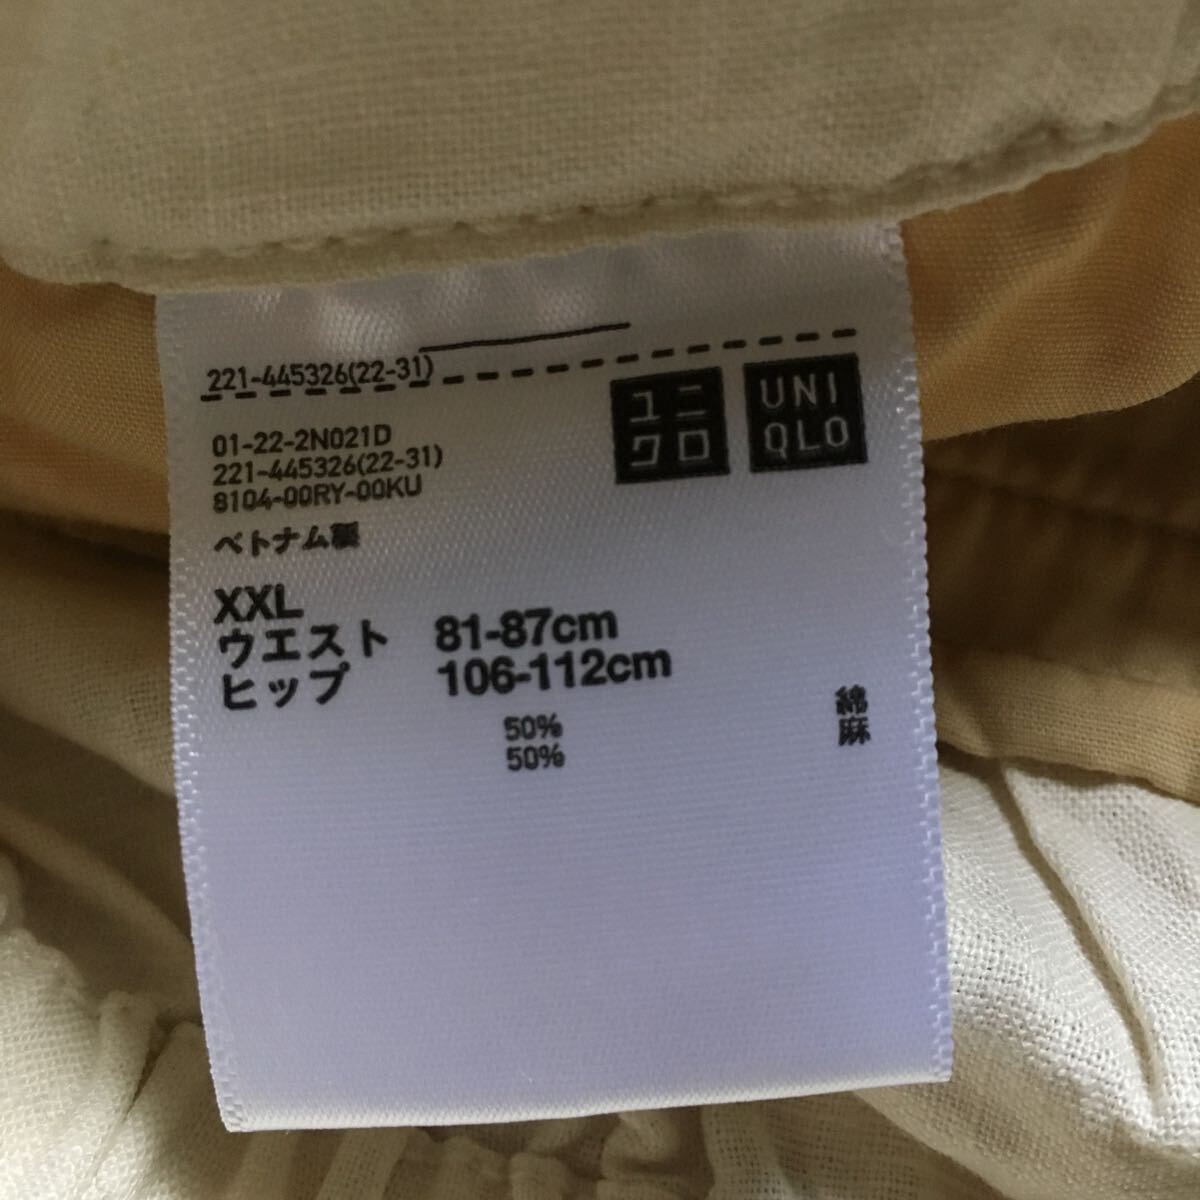 221-445326(22-31)
ユニ
クロ
UNI
QLO
01-22-2N021D
221-445326(22-31)
8104-00RY-00KU
ベトナム製
XXL
ウエスト 81-87cm
ヒップ 106-112cm
50% 綿
50% 麻